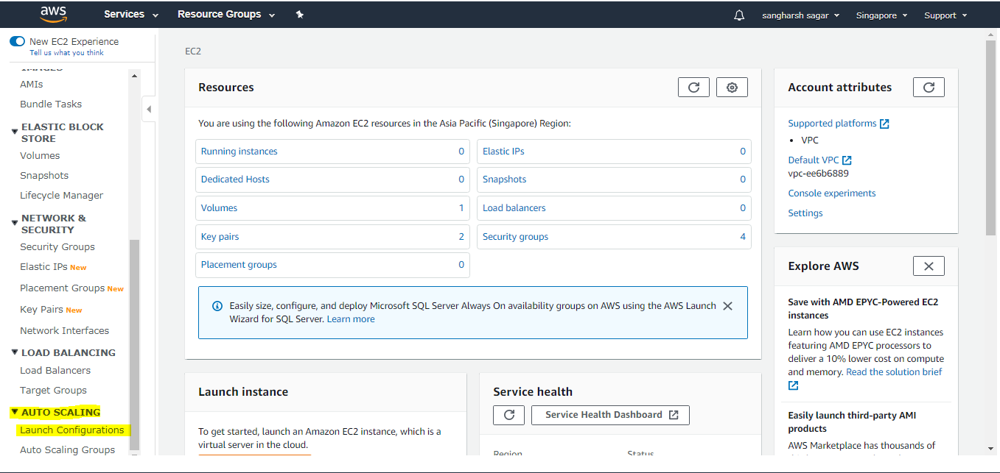 aws
Services
Resource Groups
sangharsh sagar
Singapore
Support
New EC2 Experience
Tell us what you think
IMAGES
AMIs
Bundle Tasks
ELASTIC BLOCK
STORE
Volumes
Snapshots
Lifecycle Manager
NETWORK &
SECURITY
Security Groups
Elastic IPs New
Placement Groups New
Key Pairs New
Network Interfaces
LOAD BALANCING
Load Balancers
Target Groups
AUTO SCALING
Launch Configurations
Auto Scaling Groups
EC2
Resources
You are using the following Amazon EC2 resources in the Asia Pacific (Singapore) Region:
Running instances 0
Elastic IPs 0
Dedicated Hosts 0
Snapshots 0
Volumes 1
Load balancers 0
Key pairs 2
Security groups 4
Placement groups 0
Easily size, configure, and deploy Microsoft SQL Server Always On availability groups on AWS using the AWS Launch
Wizard for SQL Server. Learn more
Launch instance
To get started, launch an Amazon EC2 instance, which is a
virtual server in the cloud.
Service health
Service Health Dashboard
Region
Status
Account attributes
Supported platforms
• VPC
Default VPC
vpc-ee6b6889
Console experiments
Settings
Explore AWS
Save with AMD EPYC-Powered EC2
instances
Learn how you can use EC2 instances
featuring AMD EPYC processors to
deliver a 10% lower cost on compute
and memory. Read the solution brief
Easily launch third-party AMI
products
AWS Marketplace has thousands of